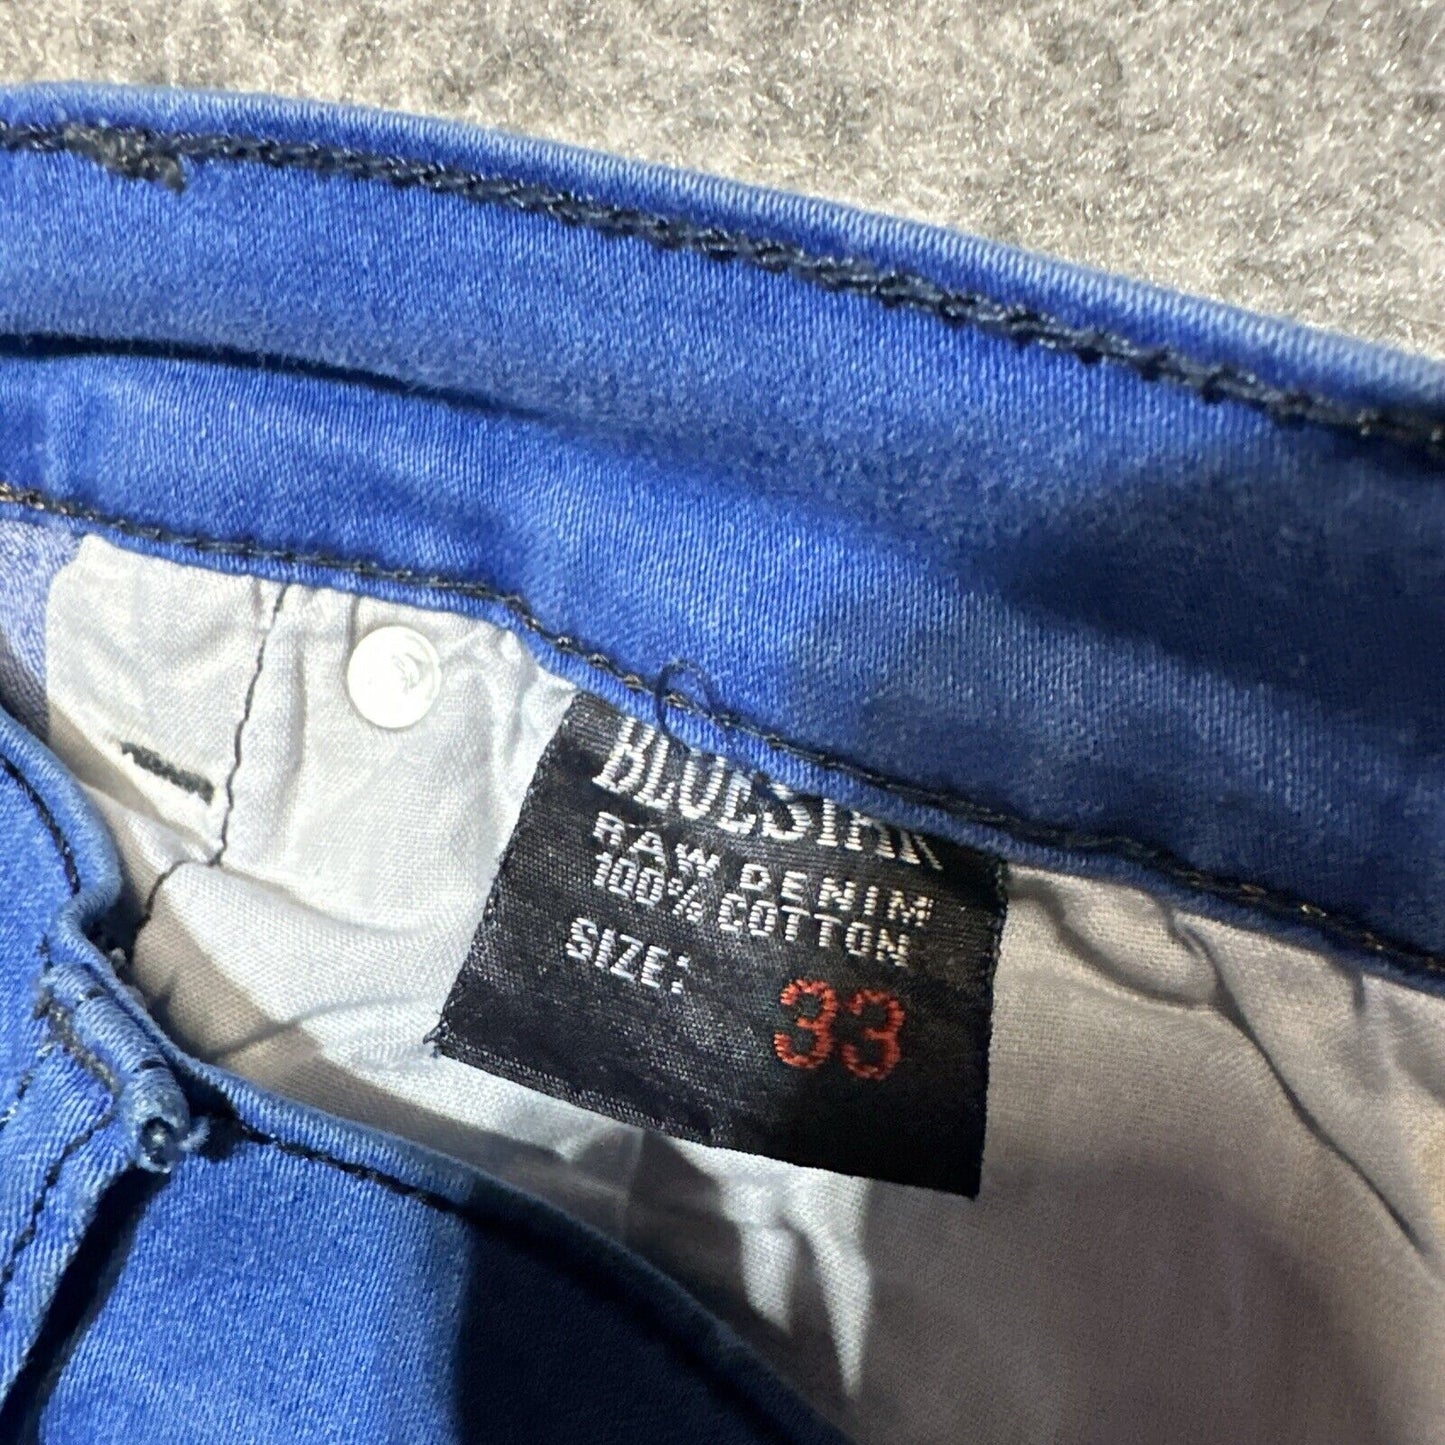 BLUESTAR
RAW DENIM
100% COTTON
SIZE: 33